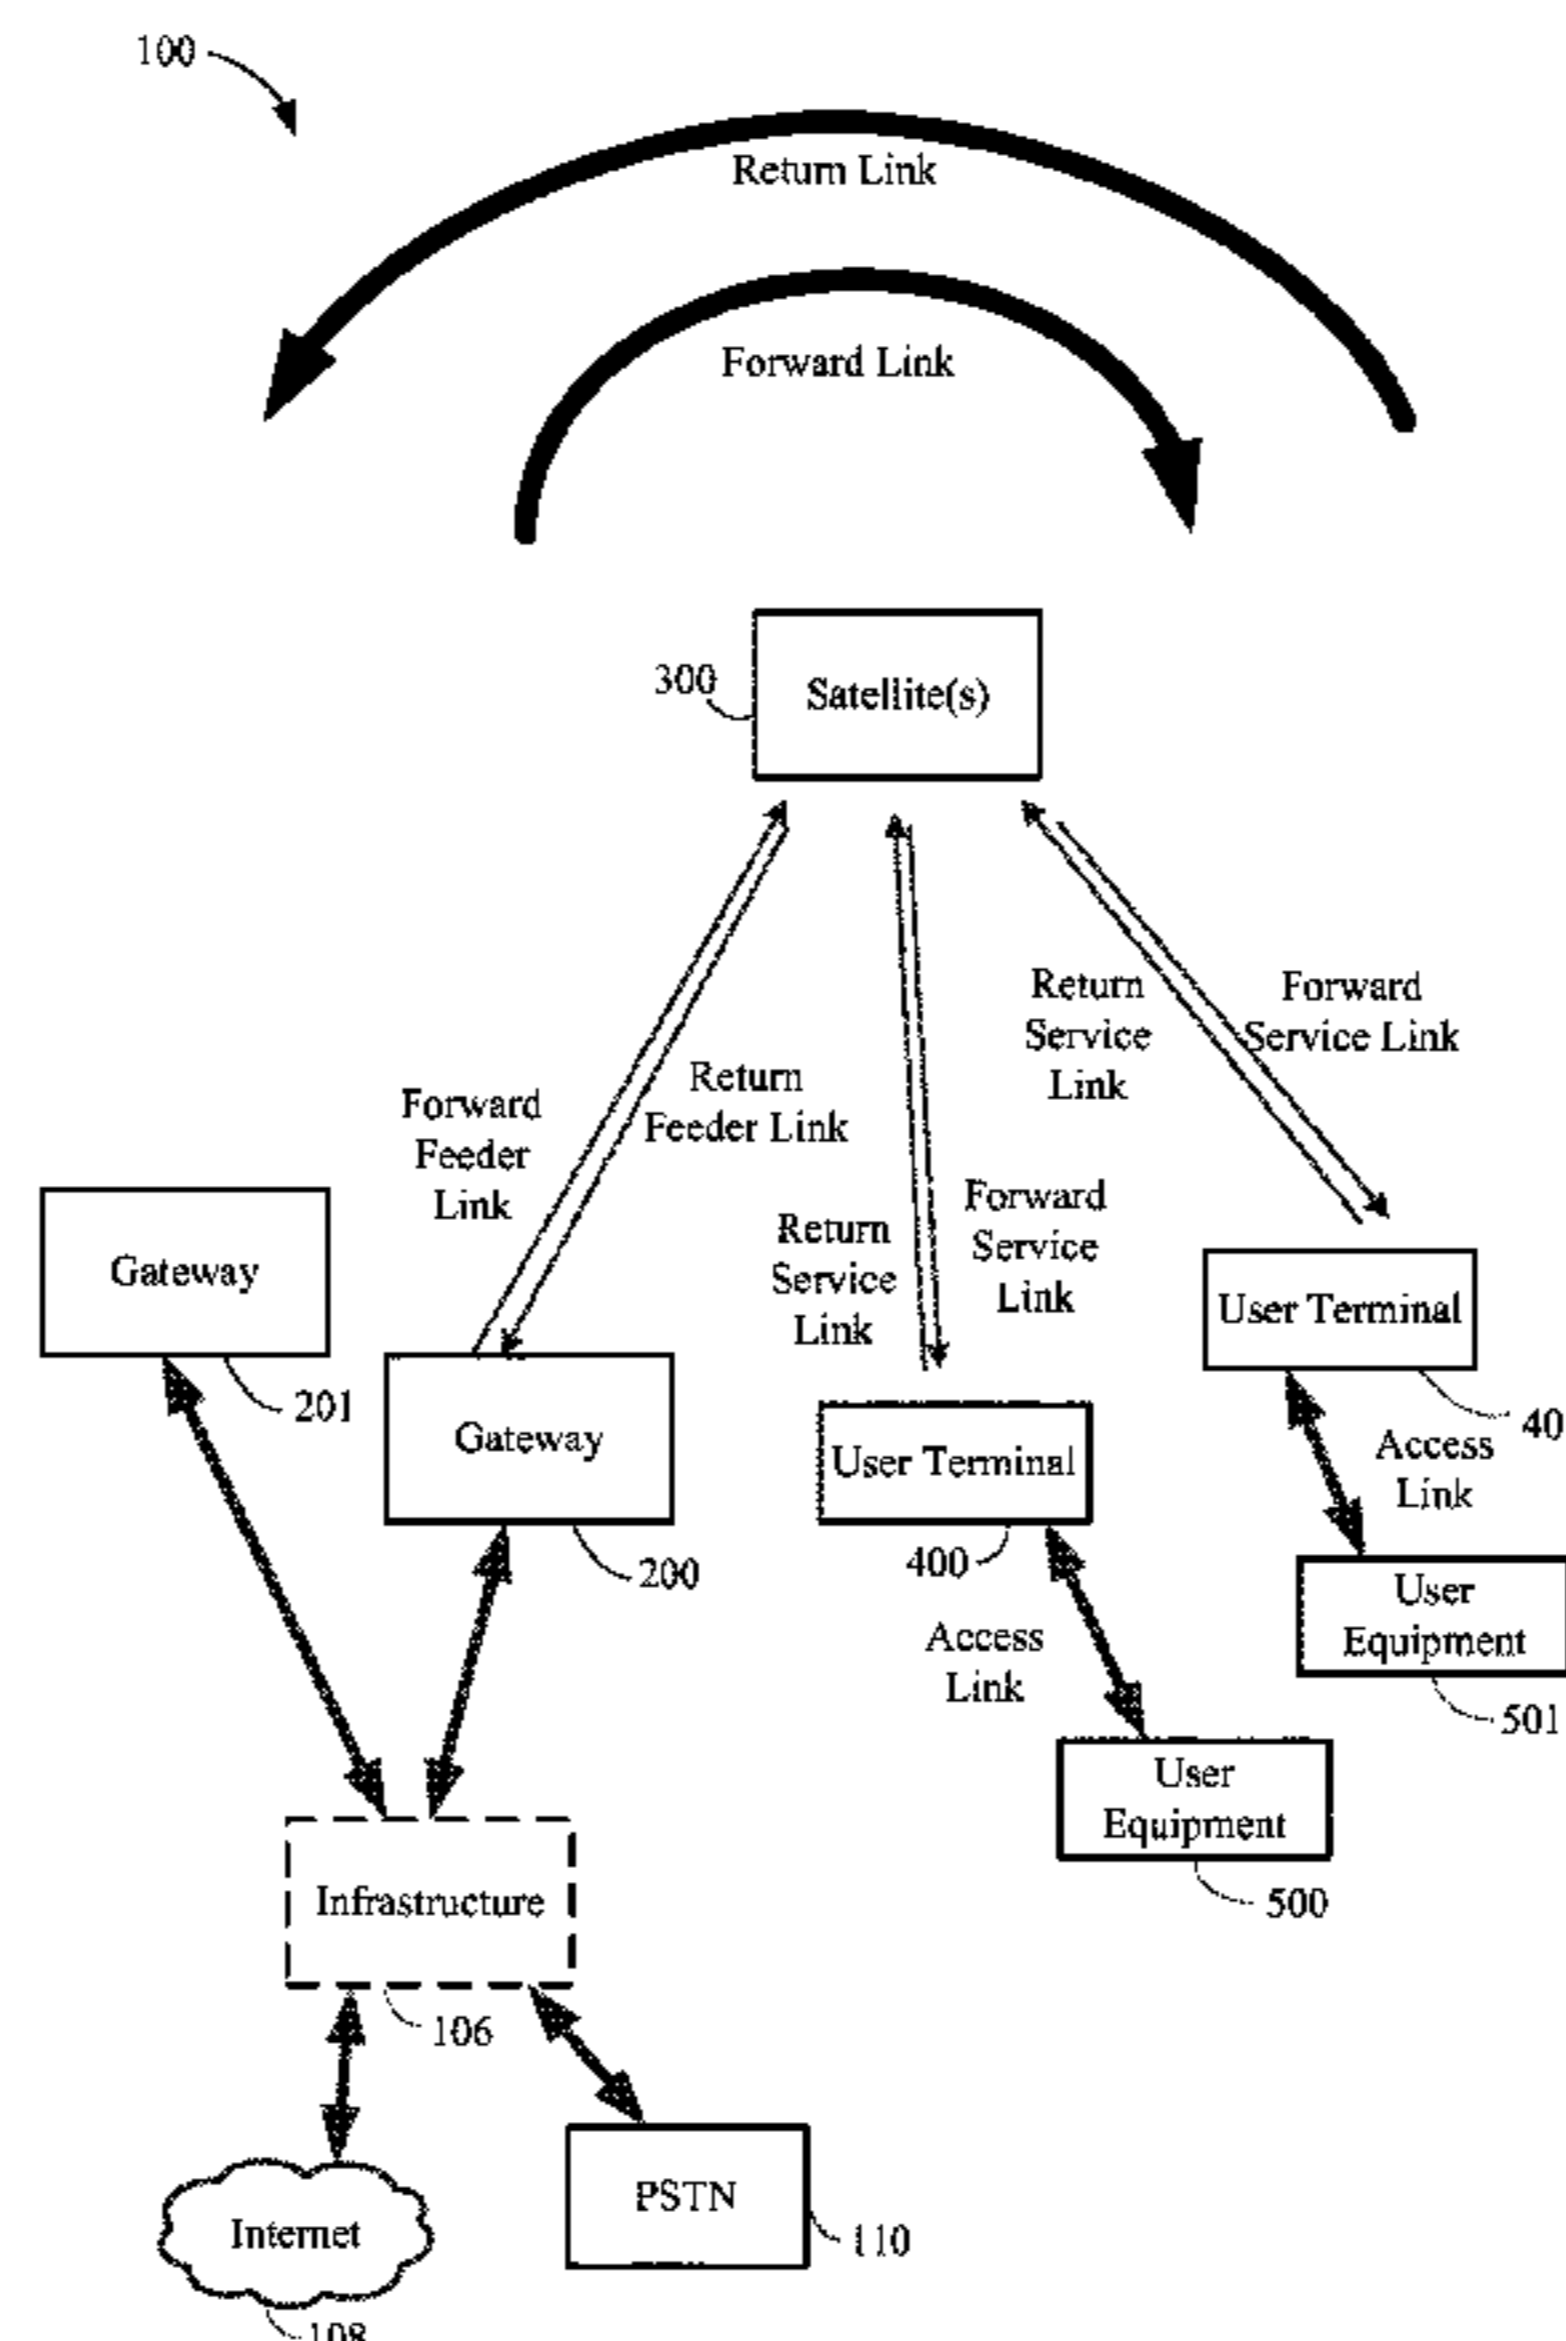 100
Return Link
Forward Link
300
Satellite(s)
Return
Service
Link
Forward
Service Link
Forward
Feeder
Link
Return
Feeder Link
Return
Service
Link
Forward
Service
Link
Gateway
201
Gateway
200
User Terminal
400
User Terminal
40
Access
Link
Access
Link
User
Equipment
501
User
Equipment
500
Infrastructure
106
Internet
108
PSTN
110